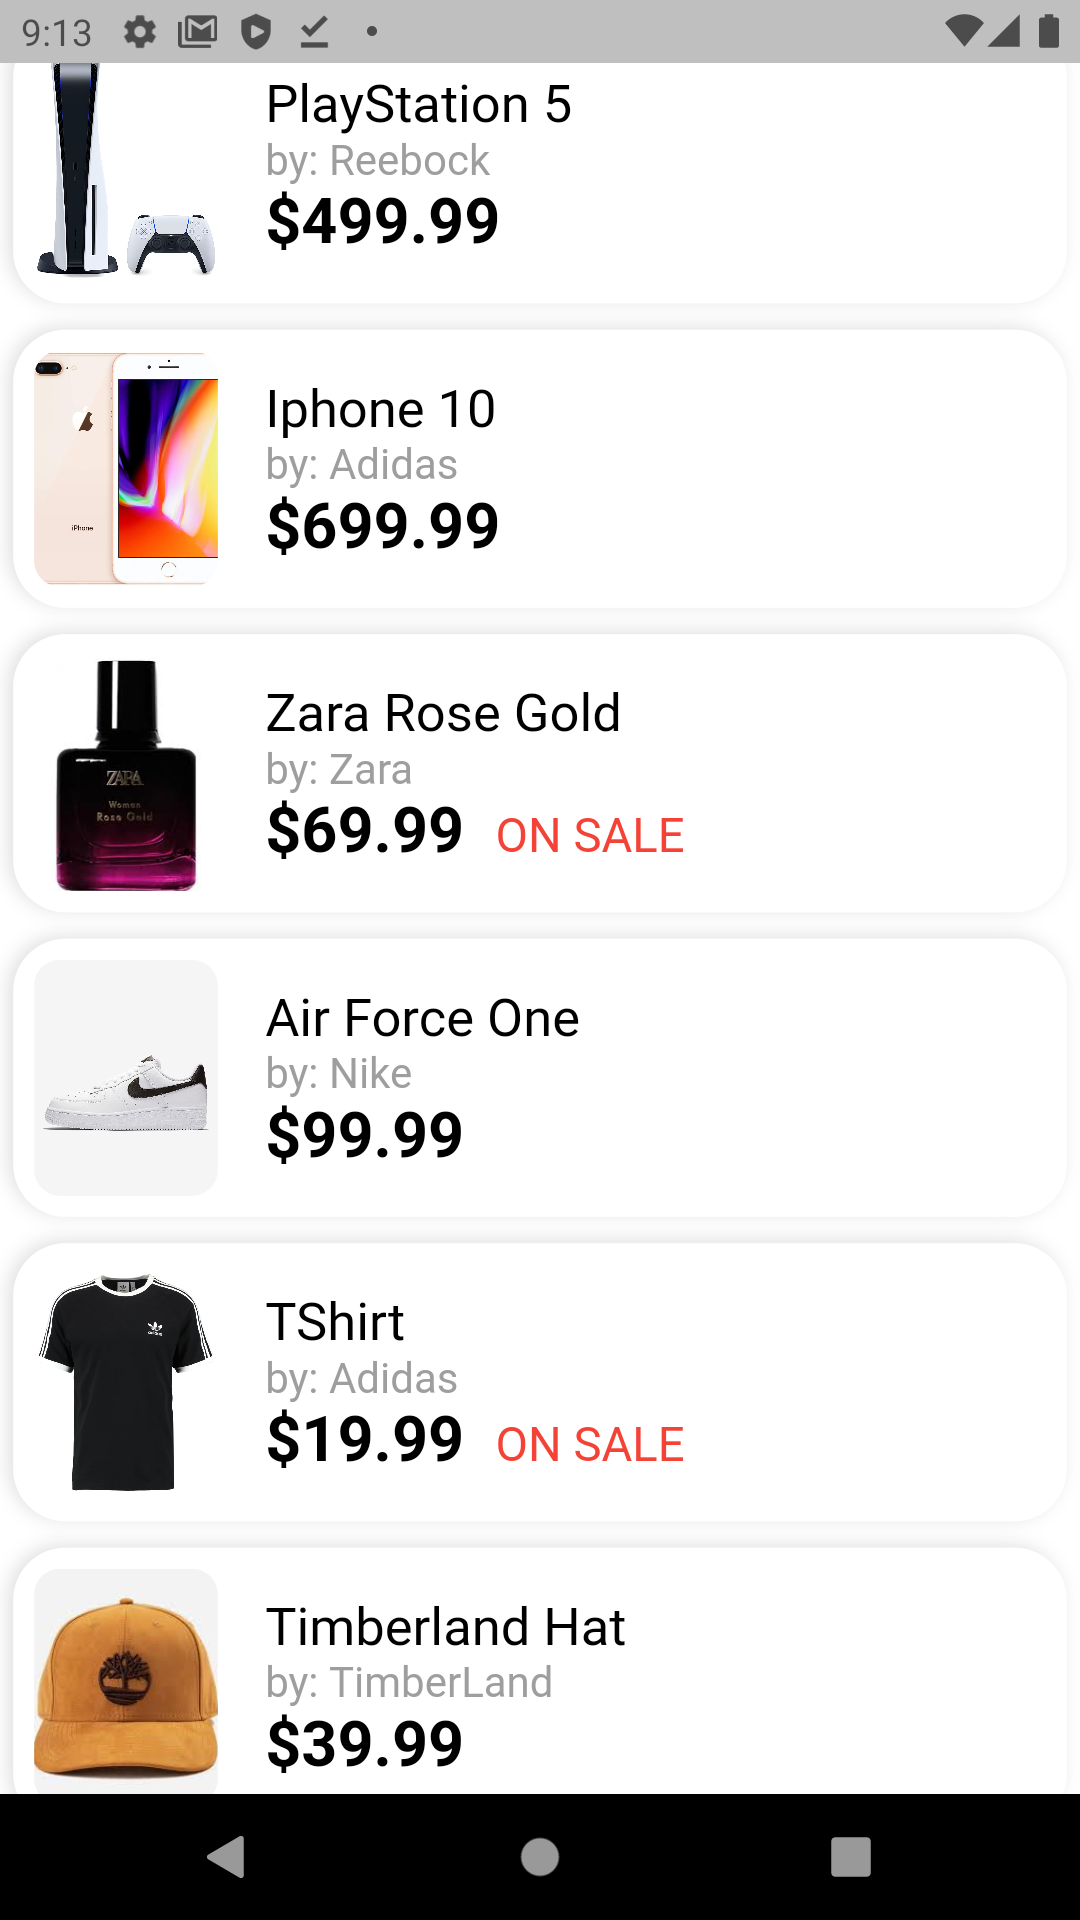 9:13
PlayStation 5
by: Reebock
$499.99
iPhone
Iphone 10
by: Adidas
$699.99
ZARA
Woman
Rose Gold
Zara Rose Gold
by: Zara
$69.99 ON SALE
Air Force One
by: Nike
$99.99
adidas
TShirt
by: Adidas
$19.99 ON SALE
Timberland Hat
by: TimberLand
$39.99